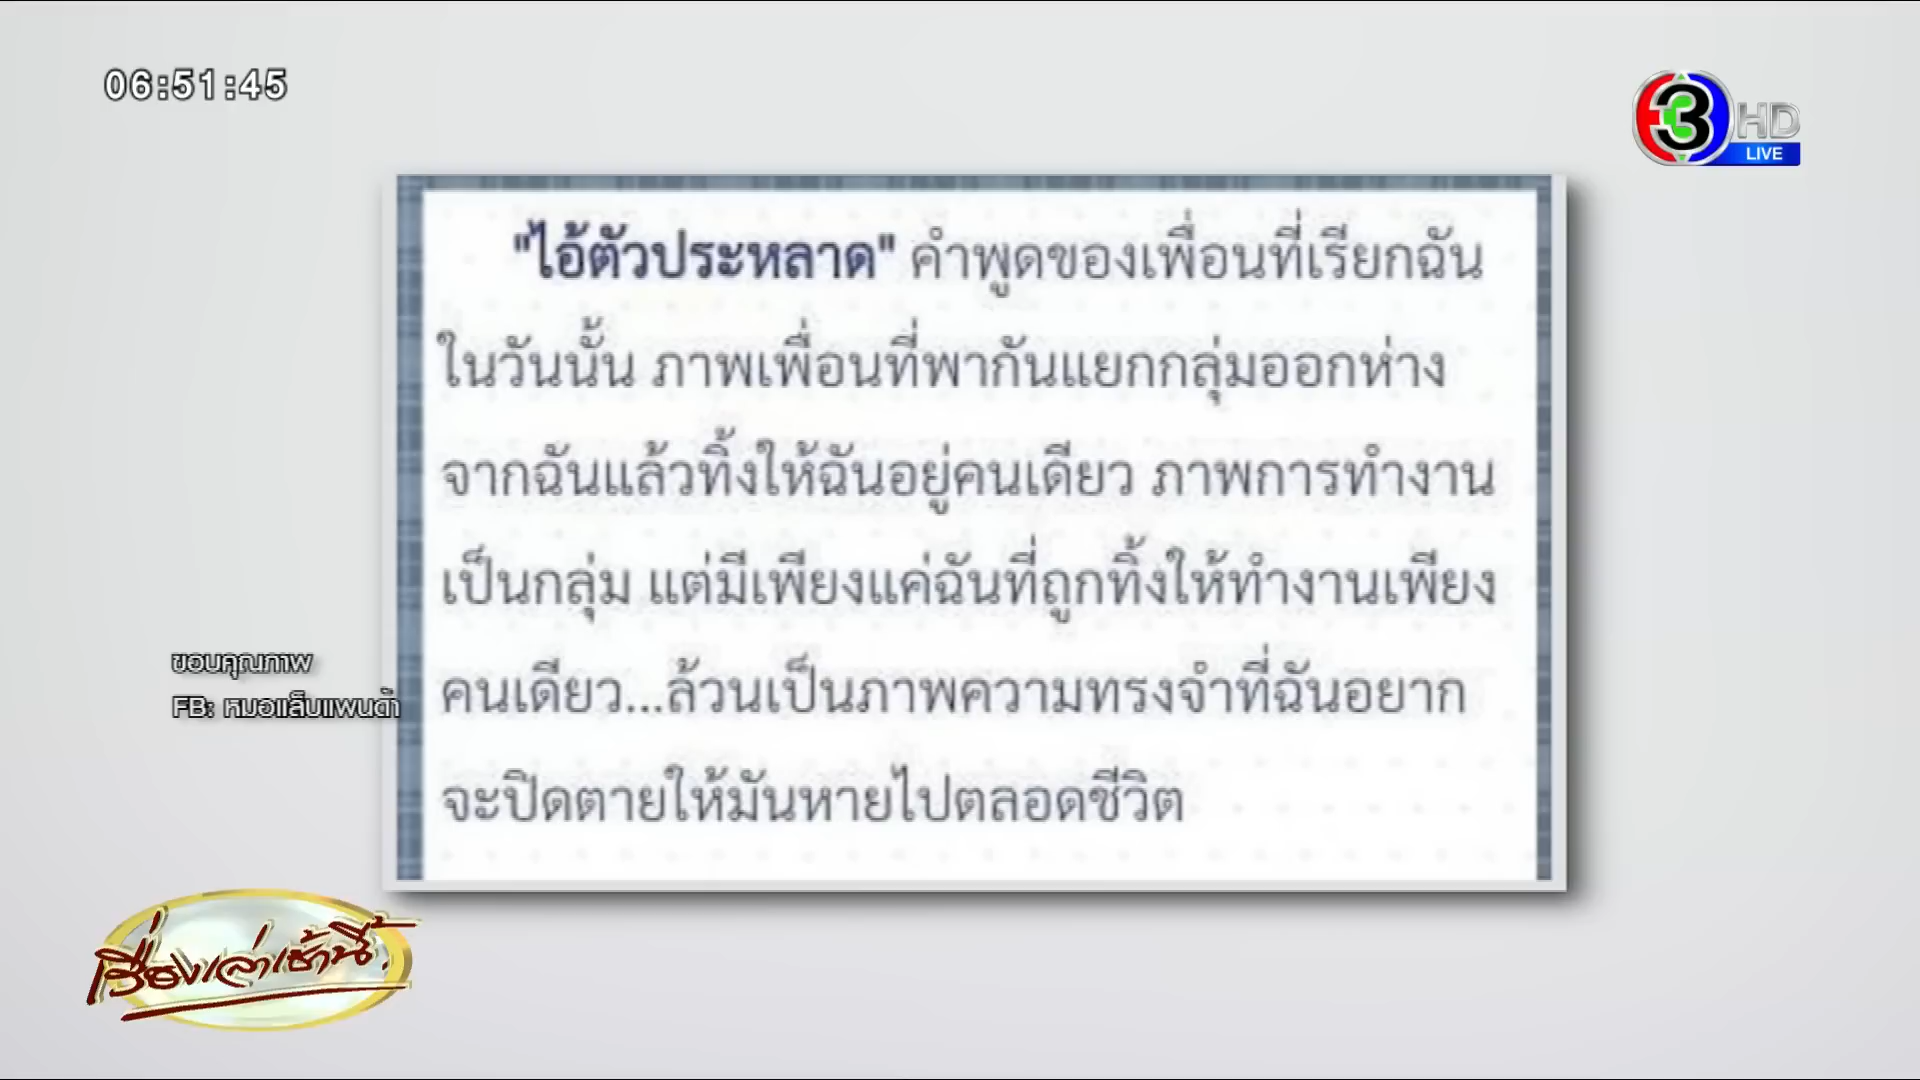 06:51:45
3 HD
LIVE
"ไอ้ตัวประหลาด" คำพูดของเพื่อนที่เรียกฉัน
ในวันนั้น ภาพเพื่อนที่พากันแยกกลุ่มออกห่าง
จากฉันแล้วทิ้งให้ฉันอยู่คนเดียว ภาพการทำงาน
เป็นกลุ่ม แต่มีเพียงแค่ฉันที่ถูกทิ้งให้ทำงานเพียง
คนเดียว...ล้วนเป็นภาพความทรงจำที่ฉันอยาก
จะปิดตายให้มันหายไปตลอดชีวิต
ขอบคุณภาพ
FB: หมอแล็บแพนด้า
เรื่องเล่าเช้านี้